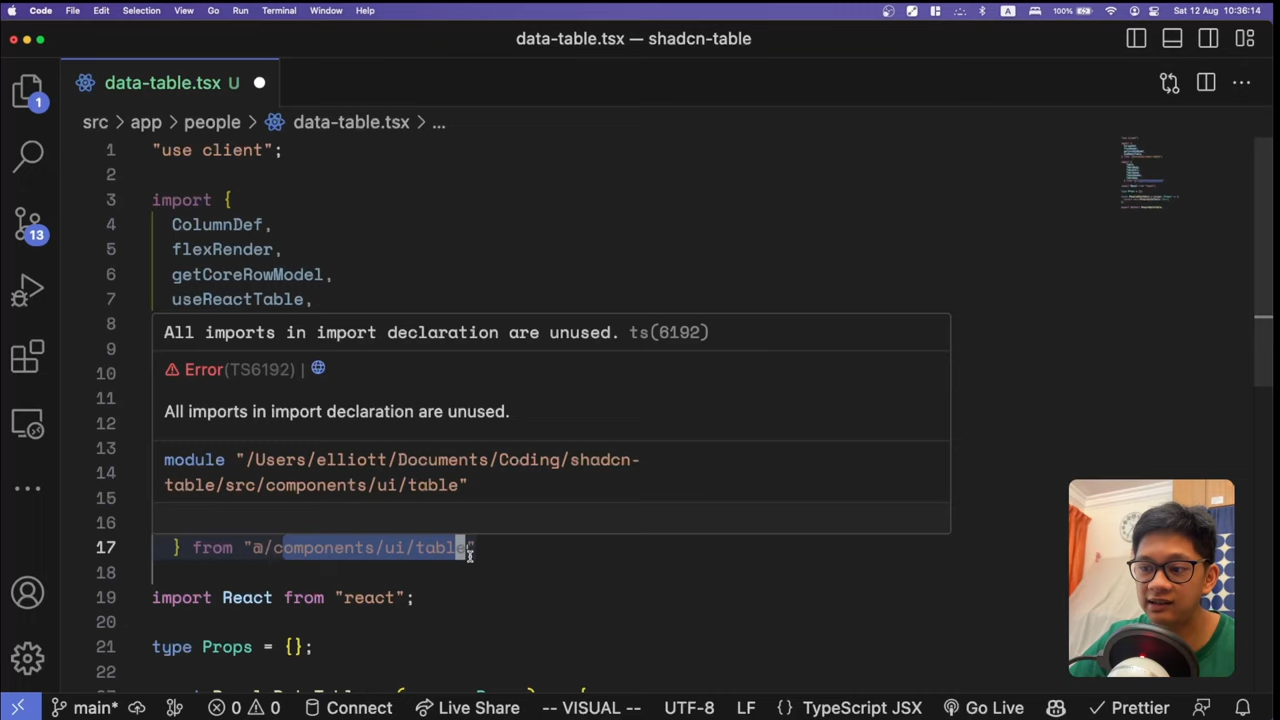 Code File Edit Selection View Go Run Terminal Window Help A 100% Sat 12 Aug 10:36:14
data-table.tsx — shadcn-table
1
data-table.tsx U
src > app > people > data-table.tsx > ...
1 "use client";
2
3 import {
4 ColumnDef,
5 flexRender,
6 getCoreRowModel,
7 useReactTable,
8
All imports in import declaration are unused. ts(6192)
9
10
Error(TS6192) |
11
All imports in import declaration are unused.
12
13
module "/Users/elliott/Documents/Coding/shadcn-
14
table/src/components/ui/table"
15
16
17 } from "@/components/ui/table"
18
19 import React from "react";
20
21 type Props = {};
22
13
main* 0 0 Connect Live Share -- VISUAL -- UTF-8 LF {} TypeScript JSX Go Live Prettier